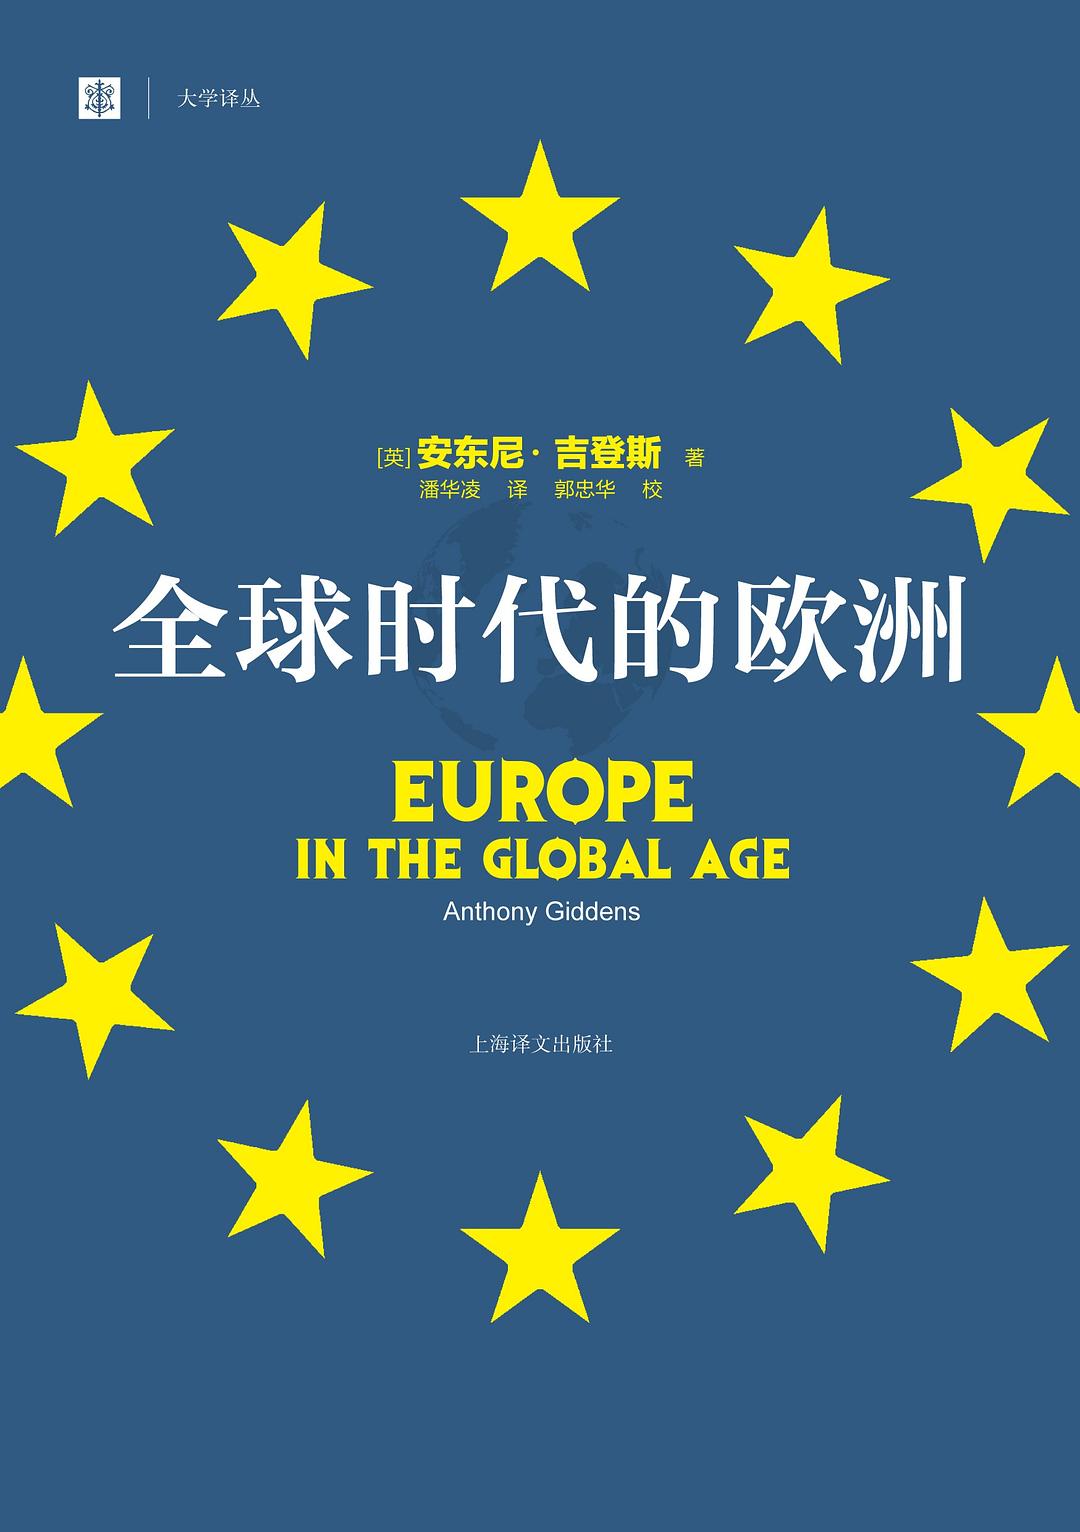 大学译丛
[英]安东尼·吉登斯 著
潘华凌 译 郭忠华 校
全球时代的欧洲
EUROPE
IN THE GLOBAL AGE
Anthony Giddens
上海译文出版社